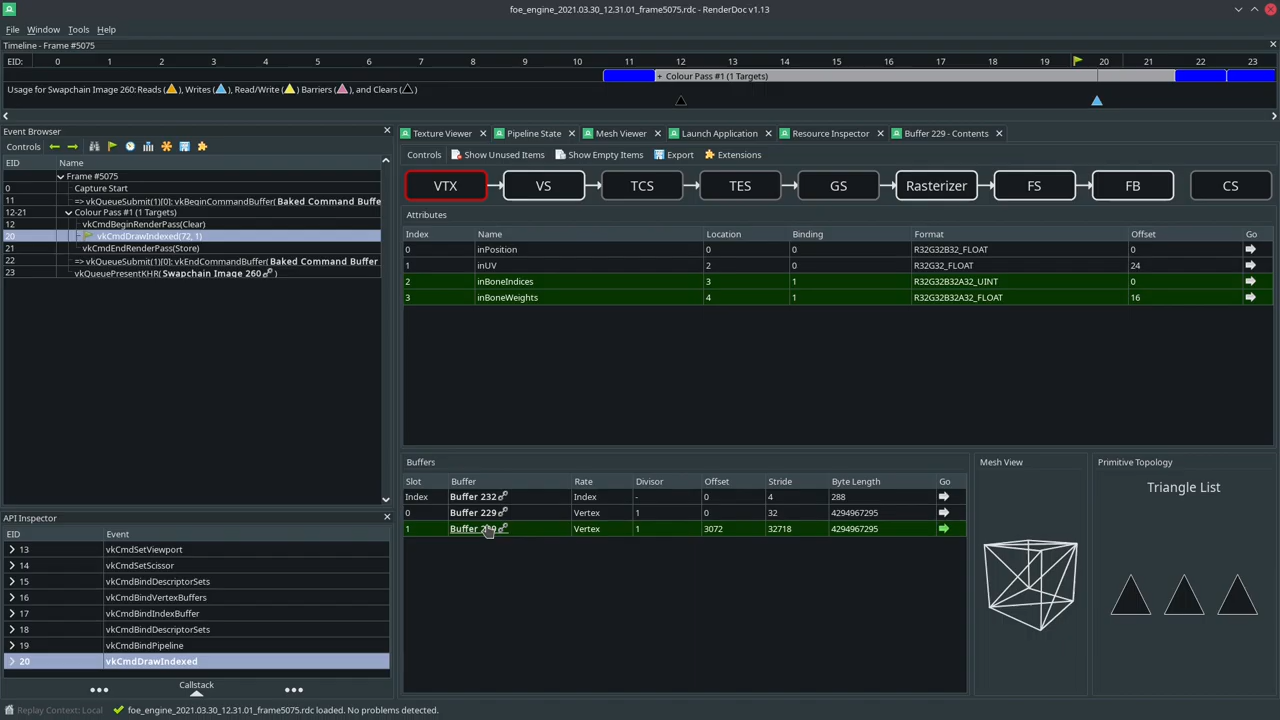 foe_engine_2021.03.30_12.31.01_frame5075.rdc - RenderDoc v1.13
File Window Tools Help
Timeline - Frame #5075
EID: 0 1 2 3 4 5 6 7 8 9 10 11 12 13 14 15 16 17 18 19 20 21 22 23
+ Colour Pass #1 (1 Targets)
Usage for Swapchain Image 260: Reads ( ), Writes ( ), Read/Write ( ) Barriers ( ), and Clears ( )
Event Browser
Controls
EID Name
Frame #5075
0 Capture Start
11 => vkQueueSubmit(1)[0]: vkBeginCommandBuffer( Baked Command Buffe
12-21 Colour Pass #1 (1 Targets)
12 vkCmdBeginRenderPass(Clear)
20 vkCmdDrawIndexed(72, 1)
21 vkCmdEndRenderPass(Store)
22 => vkQueueSubmit(1)[0]: vkEndCommandBuffer( Baked Command Buffer
23 vkQueuePresentKHR( Swapchain Image 260 )
API Inspector
EID Event
13 vkCmdSetViewport
14 vkCmdSetScissor
15 vkCmdBindDescriptorSets
16 vkCmdBindVertexBuffers
17 vkCmdBindIndexBuffer
18 vkCmdBindDescriptorSets
19 vkCmdBindPipeline
20 vkCmdDrawIndexed
Callstack
Texture Viewer Pipeline State Mesh Viewer Launch Application Resource Inspector Buffer 229 - Contents
Controls Show Unused Items Show Empty Items Export Extensions
VTX VS TCS TES GS Rasterizer FS FB CS
Attributes
Index Name Location Binding Format Offset Go
0 inPosition 0 0 R32G32B32_FLOAT 0
1 inUV 2 0 R32G32_FLOAT 24
2 inBoneIndices 3 1 R32G32B32A32_UINT 0
3 inBoneWeights 4 1 R32G32B32A32_FLOAT 16
Buffers
Slot Buffer Rate Divisor Offset Stride Byte Length Go
Index Buffer 232 Index - 0 4 288
0 Buffer 229 Vertex 1 0 32 4294967295
1 Buffer Vertex 1 3072 32718 4294967295
Mesh View
Primitive Topology
Triangle List
Replay Context: Local foe_engine_2021.03.30_12.31.01_frame5075.rdc loaded. No problems detected.